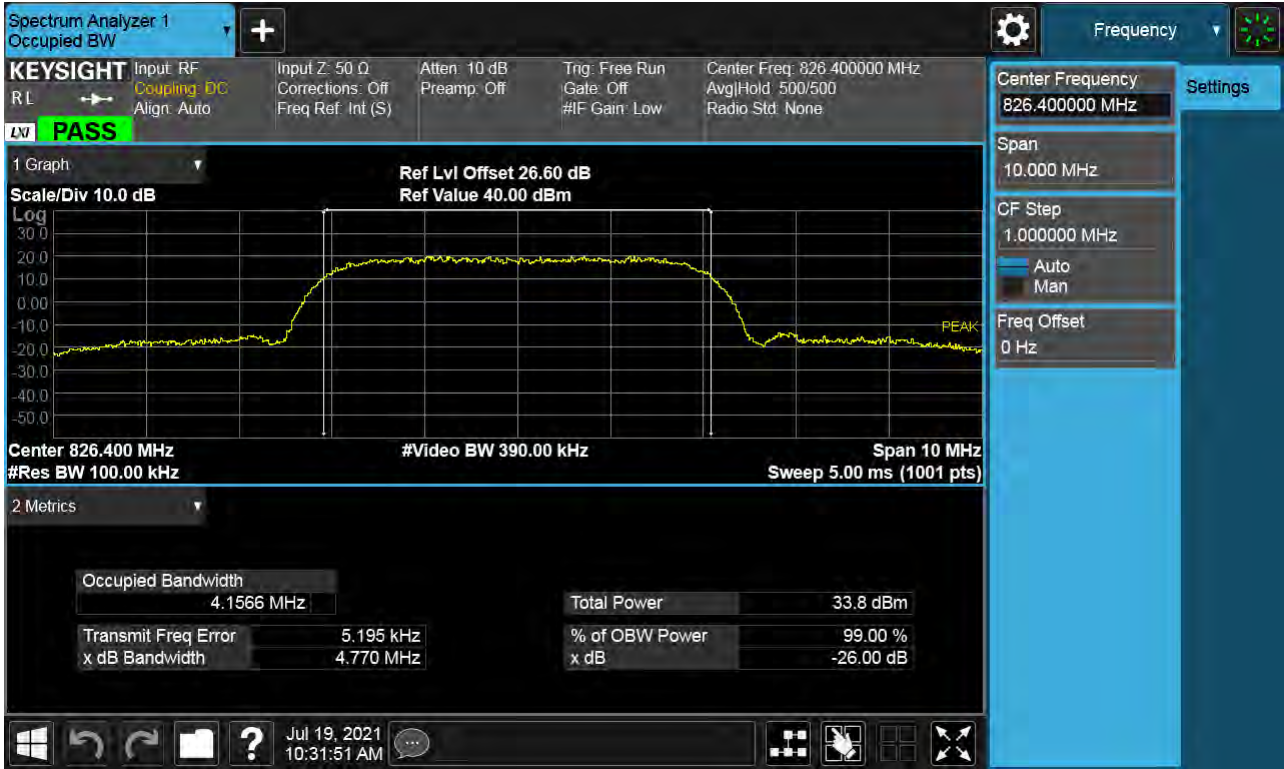 Spectrum Analyzer 1
Occupied BW
Frequency
KEYSIGHT
RL
LXI
PASS
Input: RF
Coupling: DC
Align: Auto
Input Z: 50 Ω
Corrections: Off
Freq Ref: Int (S)
Atten: 10 dB
Preamp: Off
Trig: Free Run
Gate: Off
#IF Gain: Low
Center Freq: 826.400000 MHz
Avg|Hold: 500/500
Radio Std: None
Center Frequency
826.400000 MHz
Settings
Span
10.000 MHz
CF Step
1.000000 MHz
Auto
Man
Freq Offset
0 Hz
1 Graph
Scale/Div 10.0 dB
Ref Lvl Offset 26.60 dB
Ref Value 40.00 dBm
Log
30.0
20.0
10.0
0.00
-10.0
-20.0
-30.0
-40.0
-50.0
PEAK
Center 826.400 MHz
#Res BW 100.00 kHz
#Video BW 390.00 kHz
Span 10 MHz
Sweep 5.00 ms (1001 pts)
2 Metrics
Occupied Bandwidth
4.1566 MHz
Transmit Freq Error 5.195 kHz
x dB Bandwidth 4.770 MHz
Total Power 33.8 dBm
% of OBW Power 99.00 %
x dB -26.00 dB
?
Jul 19, 2021
10:31:51 AM